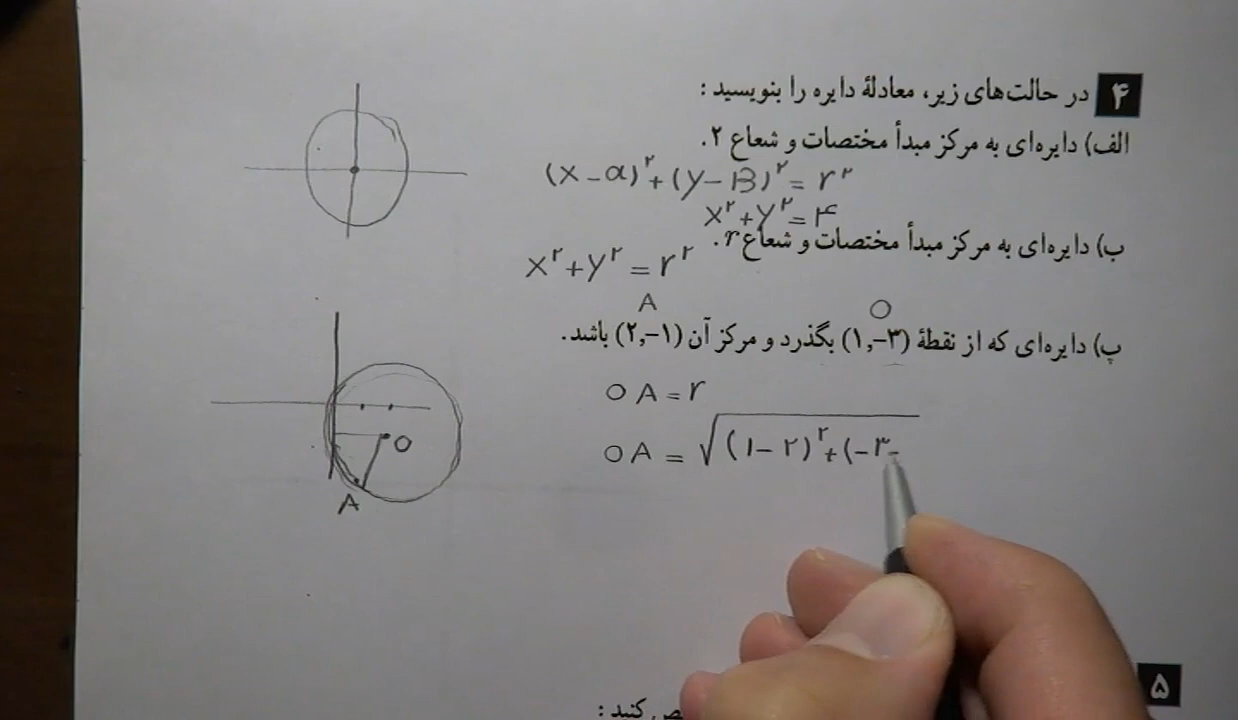 ۴ در حالت‌های زیر، معادلهٔ دایره را بنویسید :
الف) دایره‌ای به مرکز مبدأ مختصات و شعاع ۲.
(x-α)۲+(y-β)۲=r۲
x۲+y۲=۴
ب) دایره‌ای به مرکز مبدأ مختصات و شعاع r.
x۲+y۲=r۲
A O
پ) دایره‌ای که از نقطهٔ (۱,-۳) بگذرد و مرکز آن (۲,-۱) باشد.
OA=r
OA=√(۱-۲)۲+(-۳-
O
A
۵
کنید :